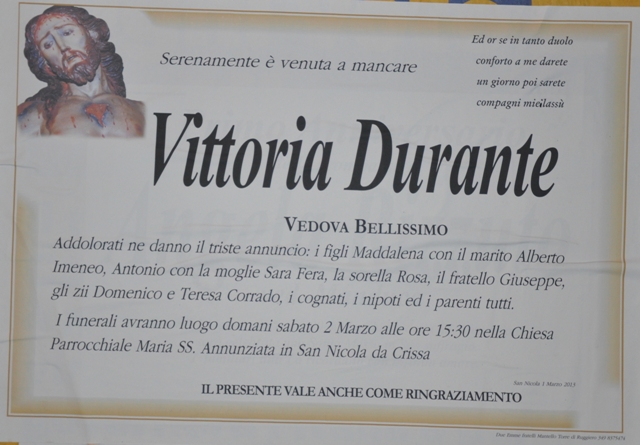 Serenamente è venuta a mancare
Ed or se in tanto duolo
conforto a me darete
un giorno poi sarete
compagni miei lassù
Vittoria Durante
VEDOVA BELLISSIMO
Addolorati ne danno il triste annuncio: i figli Maddalena con il marito Alberto
Imeneo, Antonio con la moglie Sara Fera, la sorella Rosa, il fratello Giuseppe,
gli zii Domenico e Teresa Corrado, i cognati, i nipoti ed i parenti tutti.
I funerali avranno luogo domani sabato 2 Marzo alle ore 15:30 nella Chiesa
Parrocchiale Maria SS. Annunziata in San Nicola da Crissa
San Nicola 1 Marzo 2013
IL PRESENTE VALE ANCHE COME RINGRAZIAMENTO